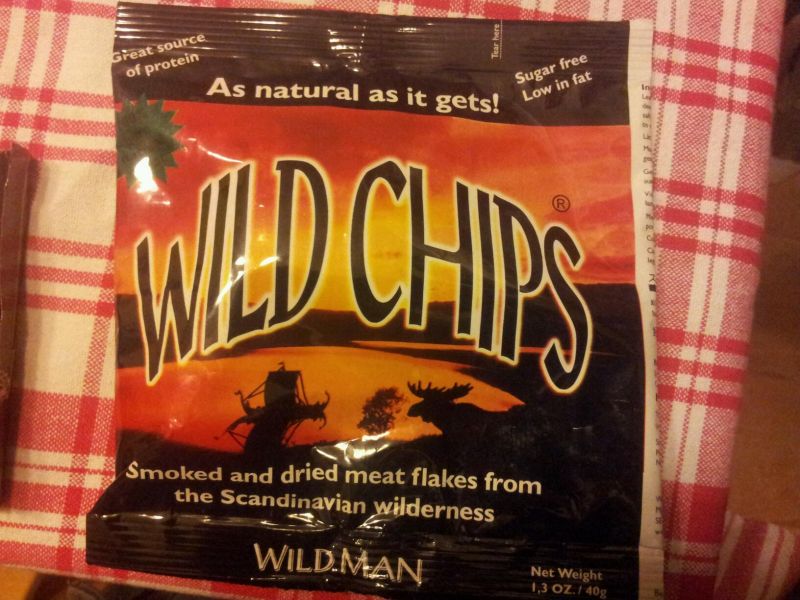 Great source
of protein
Tear here
Sugar free
Low in fat
As natural as it gets!
WILD CHIPS®
Smoked and dried meat flakes from
the Scandinavian wilderness
WILDMAN
Net Weight
1,3 OZ. / 40g